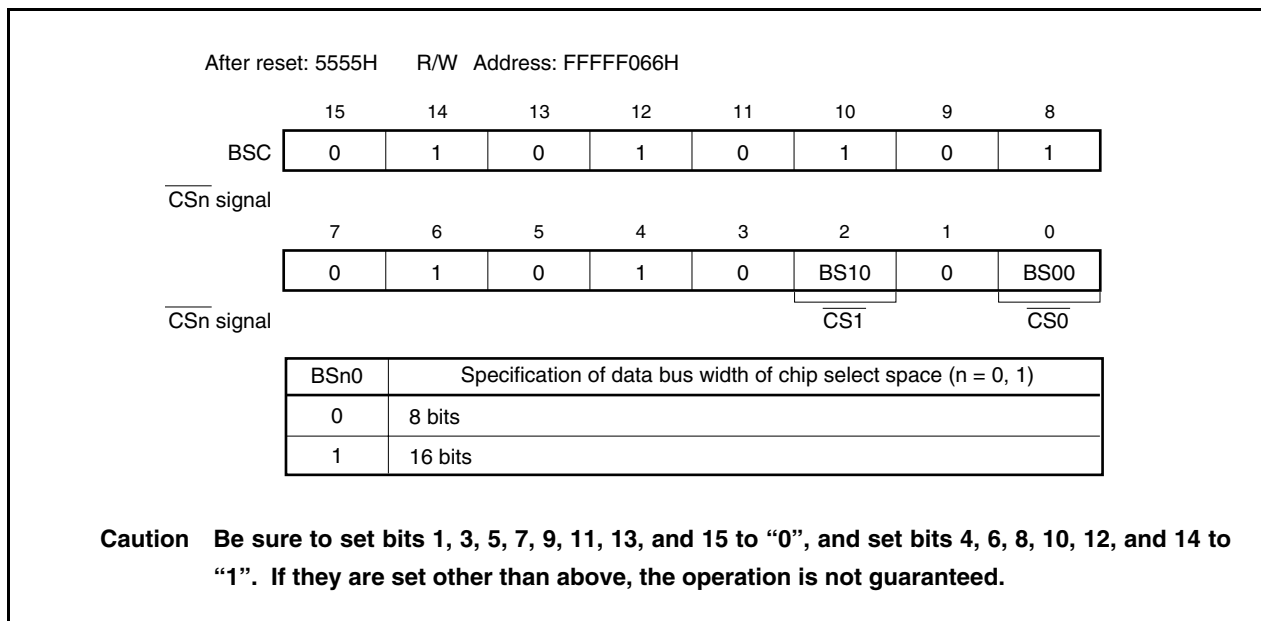 After reset: 5555H R/W Address: FFFFF066H
15 14 13 12 11 10 9 8
BSC 0 1 0 1 0 1 0 1
CSn signal
7 6 5 4 3 2 1 0
0 1 0 1 0 BS10 0 BS00
CSn signal CS1 CS0
BSn0 Specification of data bus width of chip select space (n = 0, 1)
0 8 bits
1 16 bits
Caution Be sure to set bits 1, 3, 5, 7, 9, 11, 13, and 15 to “0”, and set bits 4, 6, 8, 10, 12, and 14 to
“1”. If they are set other than above, the operation is not guaranteed.